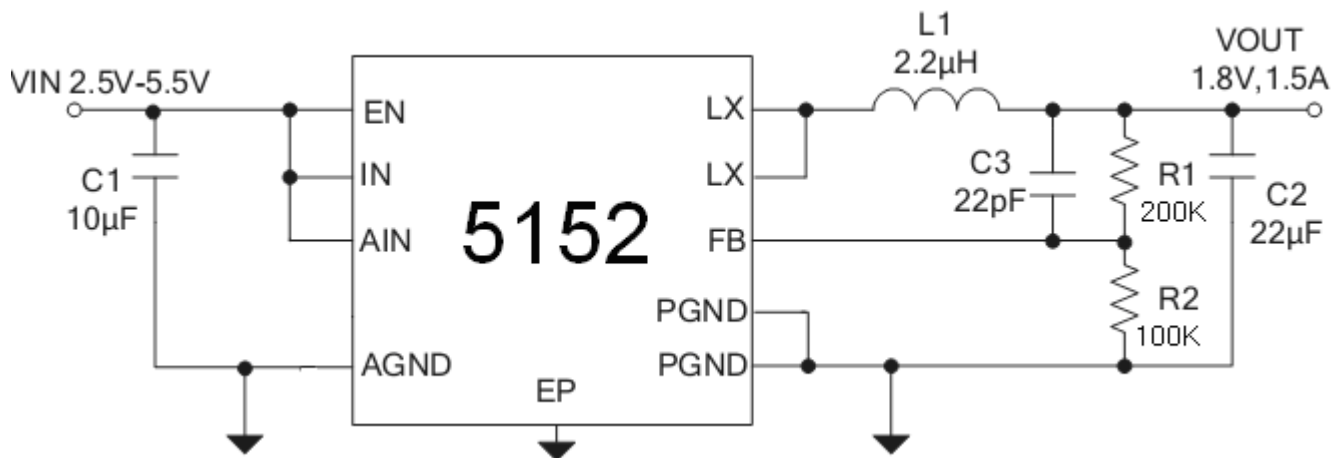 L1
2.2μH
VOUT
1.8V,1.5A
VIN 2.5V-5.5V
EN
LX
IN
LX
C1
10μF
C3
22pF
R1
200K
C2
22μF
AIN
5152
FB
PGND
R2
100K
AGND
PGND
EP